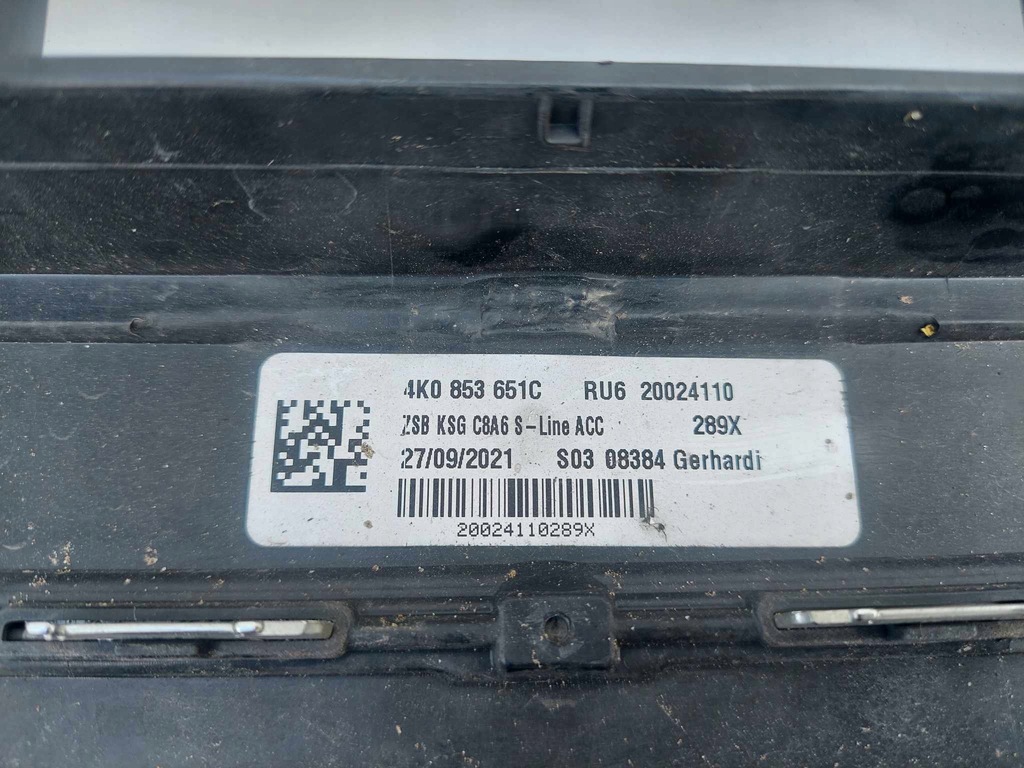 4K0 853 651C RU6 20024110
ZSB KSG C8A6 S-Line ACC 289X
27/09/2021 S03 08384 Gerhardi
20024110289X